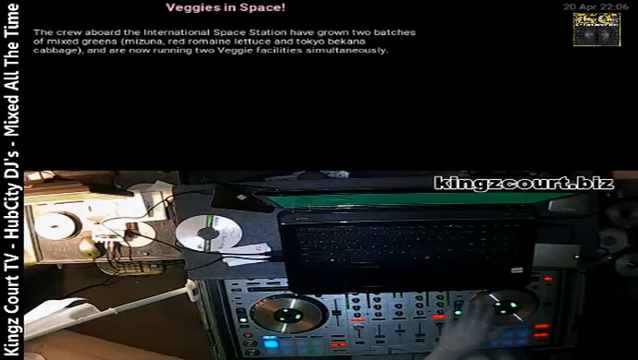 Veggies in Space!
20 Apr 22:06
The crew aboard the International Space Station have grown two batches
of mixed greens (mizuna, red romaine lettuce and tokyo bekana
cabbage), and are now running two Veggie facilities simultaneously.
kingzcourt.biz
Kingz Court TV - HubCity DJ's - Mixed All The Time